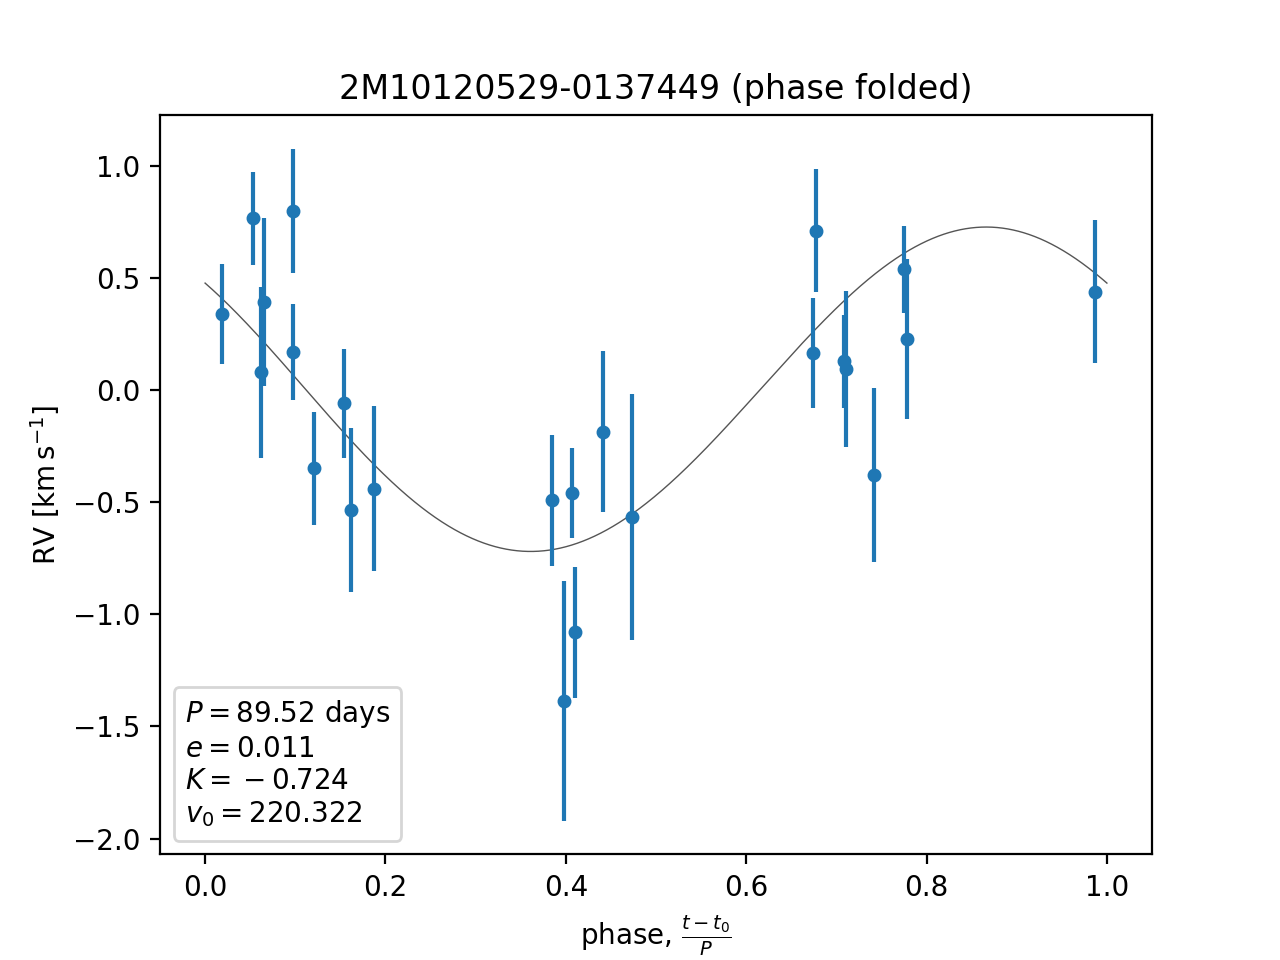 2M10120529-0137449 (phase folded)
1.0
0.5
0.0
−0.5
−1.0
−1.5
−2.0
RV [km s⁻¹]
P = 89.52 days
e = 0.011
K = −0.724
v₀ = 220.322
0.0 0.2 0.4 0.6 0.8 1.0
phase, (t − t₀)/P